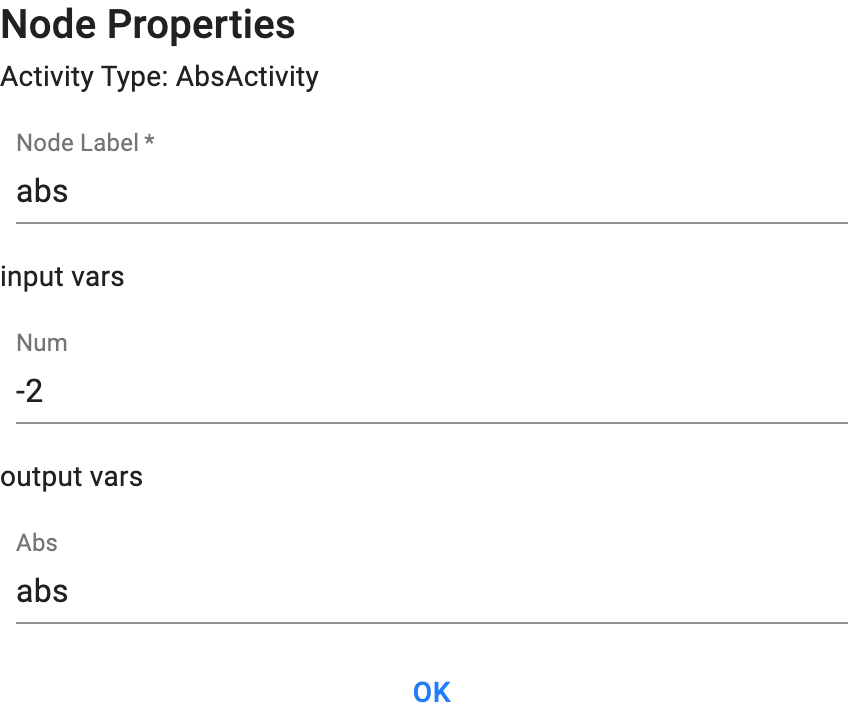 Node Properties
Activity Type: AbsActivity
Node Label *
abs
input vars
Num
-2
output vars
Abs
abs
OK